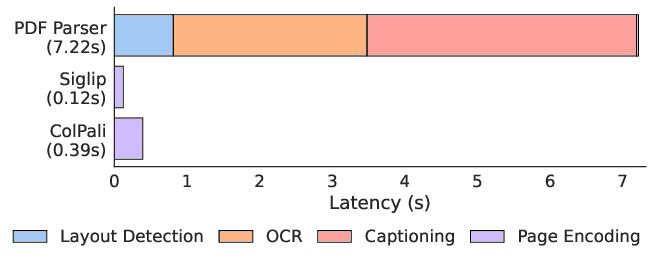 PDF Parser
(7.22s)
Siglip
(0.12s)
ColPali
(0.39s)
0 1 2 3 4 5 6 7
Latency (s)
Layout Detection OCR Captioning Page Encoding